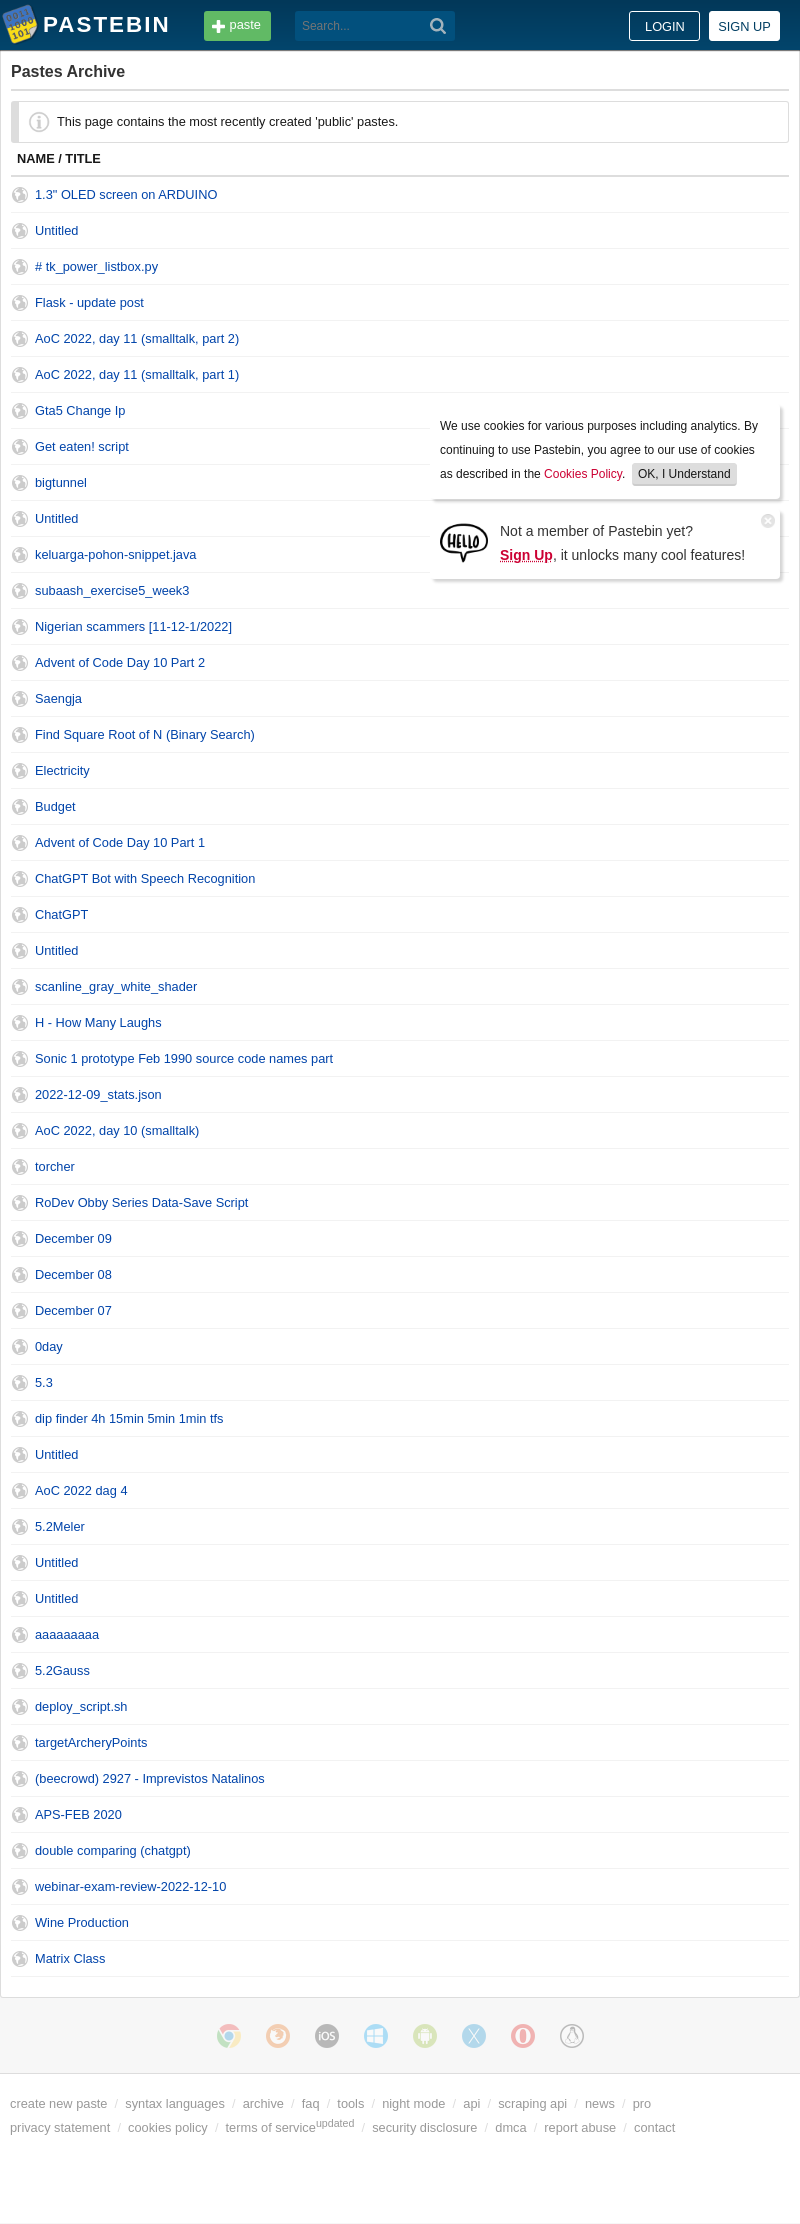 PASTEBIN
paste
Search...
LOGIN
SIGN UP
Pastes Archive
This page contains the most recently created 'public' pastes.
NAME / TITLE
1.3" OLED screen on ARDUINO
Untitled
# tk_power_listbox.py
Flask - update post
AoC 2022, day 11 (smalltalk, part 2)
AoC 2022, day 11 (smalltalk, part 1)
Gta5 Change Ip
Get eaten! script
bigtunnel
Untitled
keluarga-pohon-snippet.java
subaash_exercise5_week3
We use cookies for various purposes including analytics. By
continuing to use Pastebin, you agree to our use of cookies
as described in the Cookies Policy. OK, I Understand
HELLO
Not a member of Pastebin yet?
Sign Up, it unlocks many cool features!
Nigerian scammers [11-12-1/2022]
Advent of Code Day 10 Part 2
Saengja
Find Square Root of N (Binary Search)
Electricity
Budget
Advent of Code Day 10 Part 1
ChatGPT Bot with Speech Recognition
ChatGPT
Untitled
scanline_gray_white_shader
H - How Many Laughs
Sonic 1 prototype Feb 1990 source code names part
2022-12-09_stats.json
AoC 2022, day 10 (smalltalk)
torcher
RoDev Obby Series Data-Save Script
December 09
December 08
December 07
0day
5.3
dip finder 4h 15min 5min 1min tfs
Untitled
AoC 2022 dag 4
5.2Meler
Untitled
Untitled
aaaaaaaaa
5.2Gauss
deploy_script.sh
targetArcheryPoints
(beecrowd) 2927 - Imprevistos Natalinos
APS-FEB 2020
double comparing (chatgpt)
webinar-exam-review-2022-12-10
Wine Production
Matrix Class
iOS
create new paste / syntax languages / archive / faq / tools / night mode / api / scraping api / news / pro
privacy statement / cookies policy / terms of service updated / security disclosure / dmca / report abuse / contact